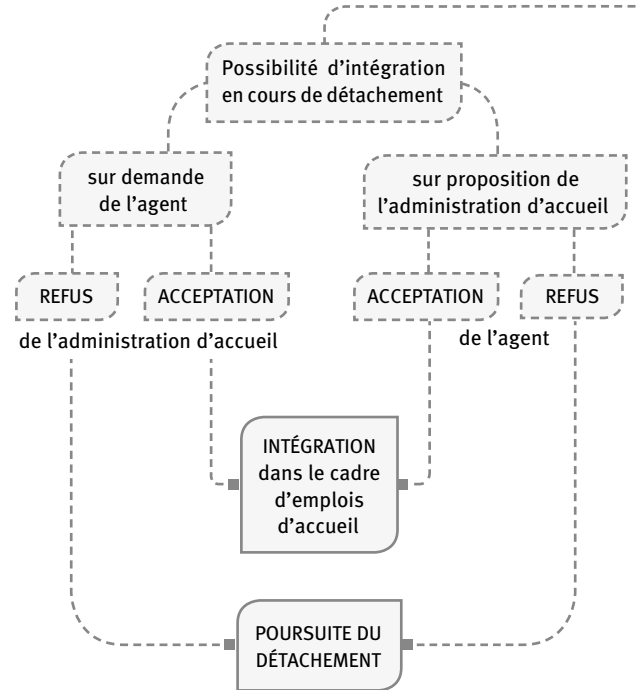 Possibilité d'intégration
en cours de détachement
sur demande
de l'agent
sur proposition de
l'administration d'accueil
REFUS
ACCEPTATION
ACCEPTATION
REFUS
de l'administration d'accueil
de l'agent
INTÉGRATION
dans le cadre
d'emplois
d'accueil
POURSUITE DU
DÉTACHEMENT